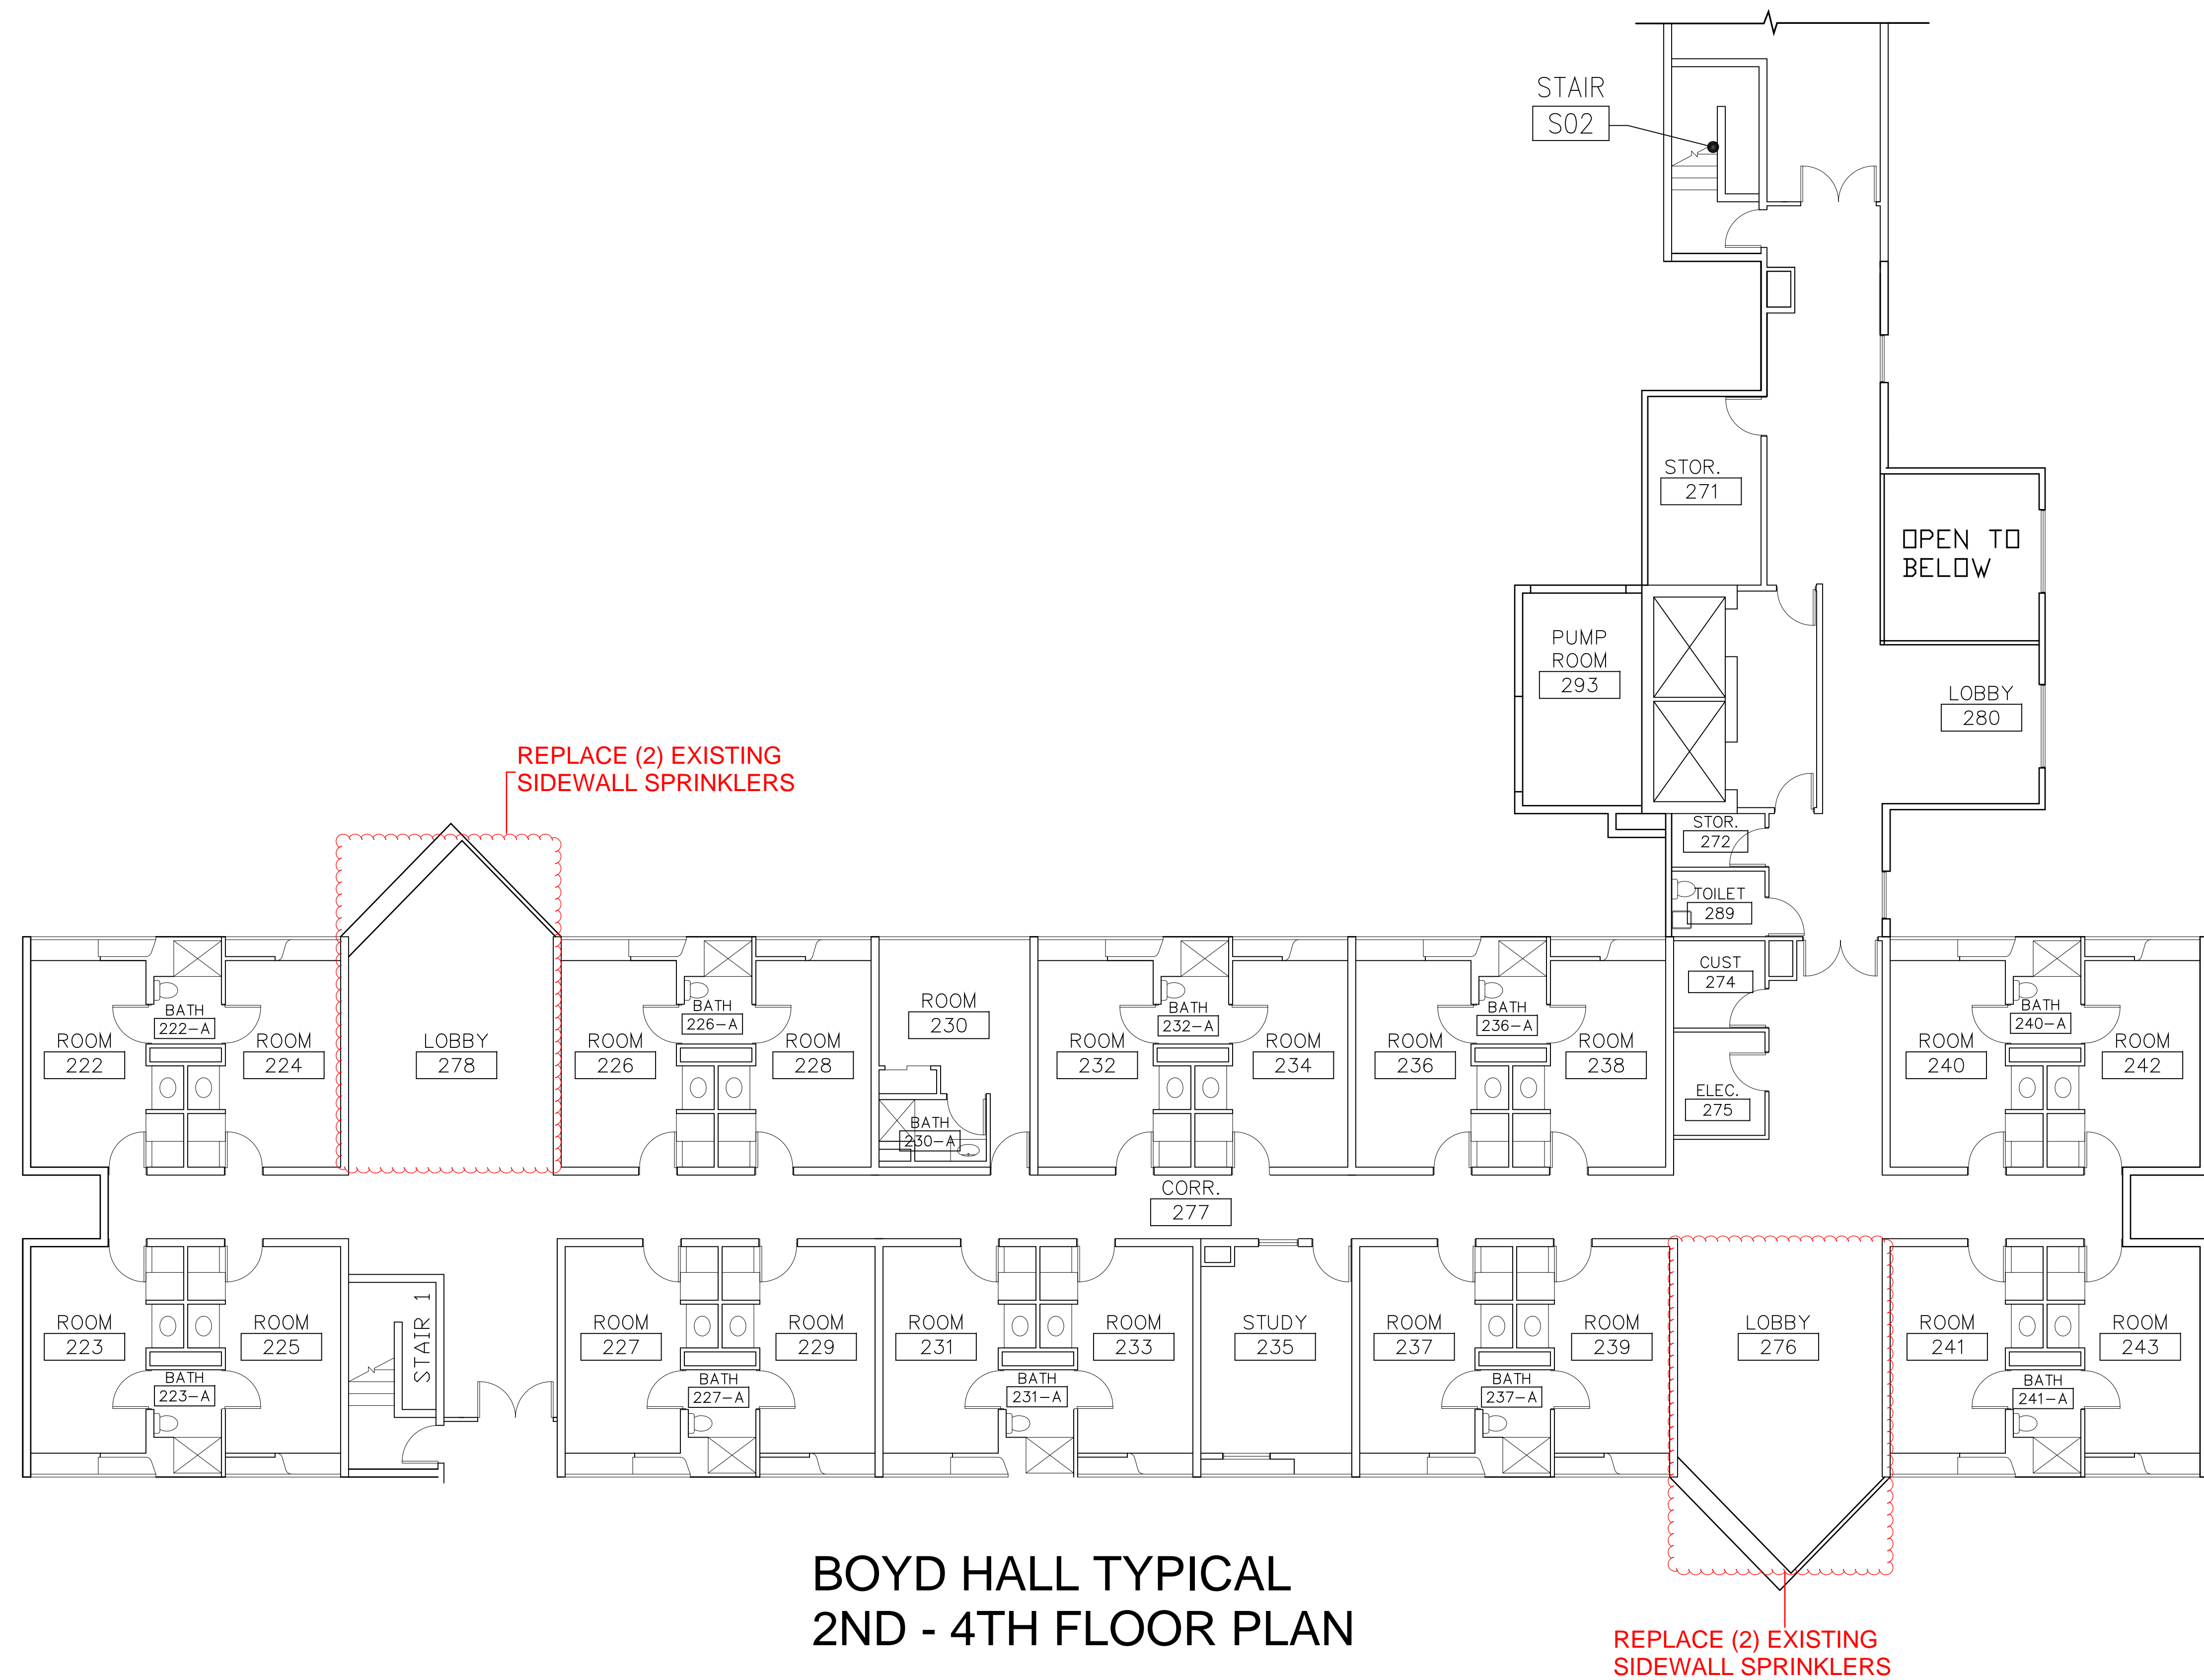 STAIR
S02
STOR.
271
OPEN TO
BELOW
PUMP
ROOM
293
LOBBY
280
REPLACE (2) EXISTING
SIDEWALL SPRINKLERS
STOR.
272
TOILET
289
CUST
274
ELEC.
275
ROOM
222
BATH
222-A
ROOM
224
LOBBY
278
ROOM
226
BATH
226-A
ROOM
228
ROOM
230
BATH
230-A
ROOM
232
BATH
232-A
ROOM
234
ROOM
236
BATH
236-A
ROOM
238
ROOM
240
BATH
240-A
ROOM
242
CORR.
277
ROOM
223
BATH
223-A
ROOM
225
STAIR 1
ROOM
227
BATH
227-A
ROOM
229
ROOM
231
BATH
231-A
ROOM
233
STUDY
235
ROOM
237
BATH
237-A
ROOM
239
LOBBY
276
ROOM
241
BATH
241-A
ROOM
243
BOYD HALL TYPICAL
2ND - 4TH FLOOR PLAN
REPLACE (2) EXISTING
SIDEWALL SPRINKLERS